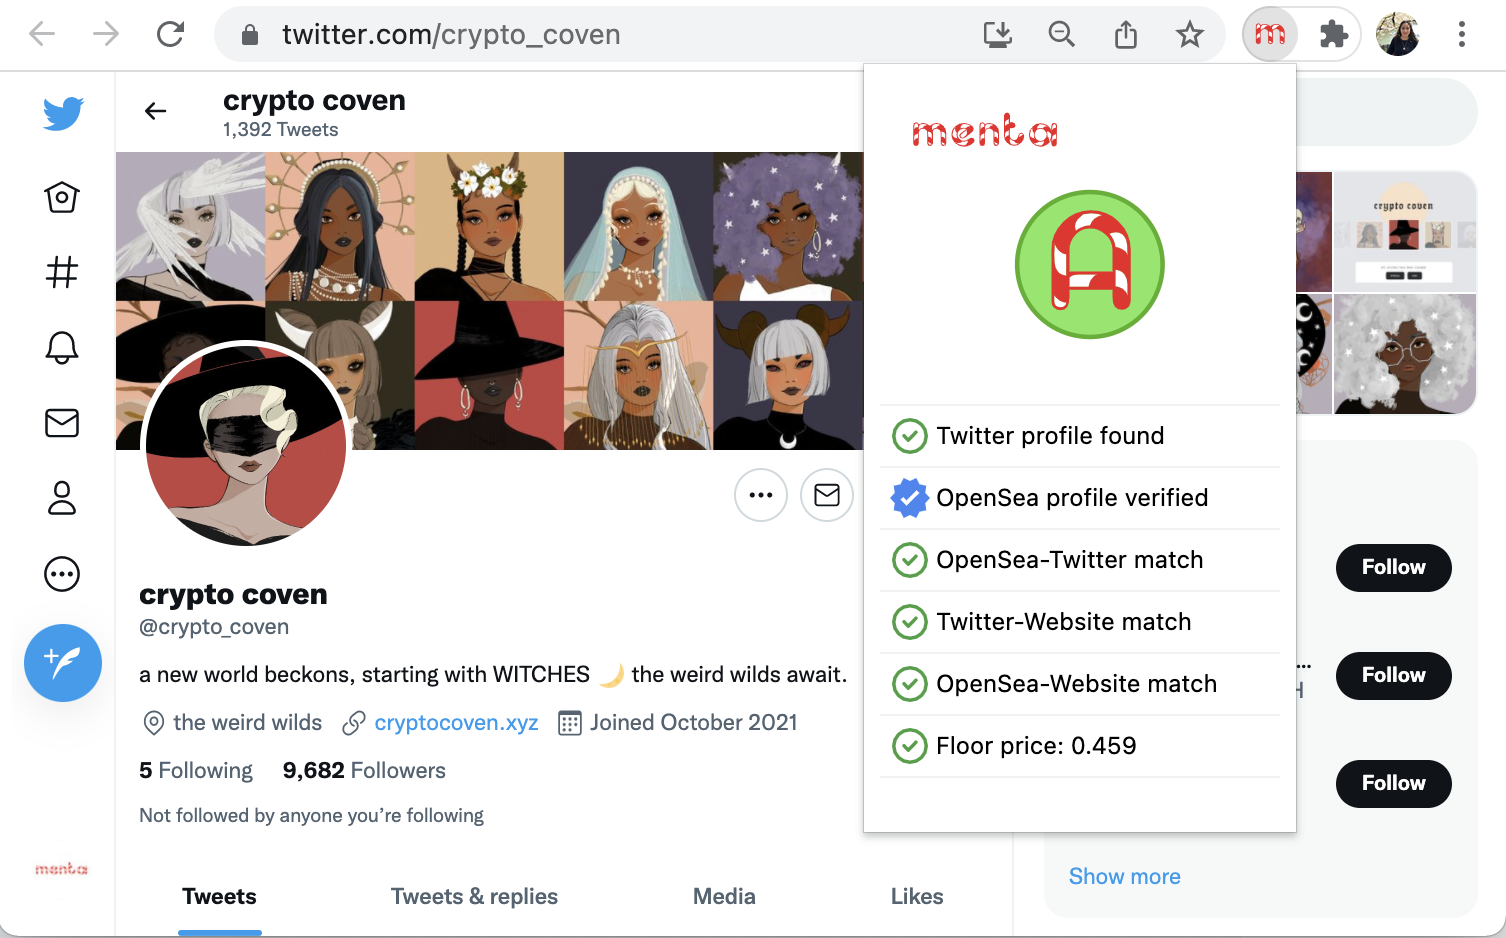 twitter.com/crypto_coven
m
crypto coven
1,392 Tweets
menta
A
crypto coven
Twitter profile found
OpenSea profile verified
OpenSea-Twitter match
Twitter-Website match
OpenSea-Website match
Floor price: 0.459
crypto coven
@crypto_coven
a new world beckons, starting with WITCHES 🌙 the weird wilds await.
the weird wilds cryptocoven.xyz Joined October 2021
5 Following 9,682 Followers
Not followed by anyone you’re following
Follow
...
Follow
Follow
Show more
menta
Tweets Tweets & replies Media Likes